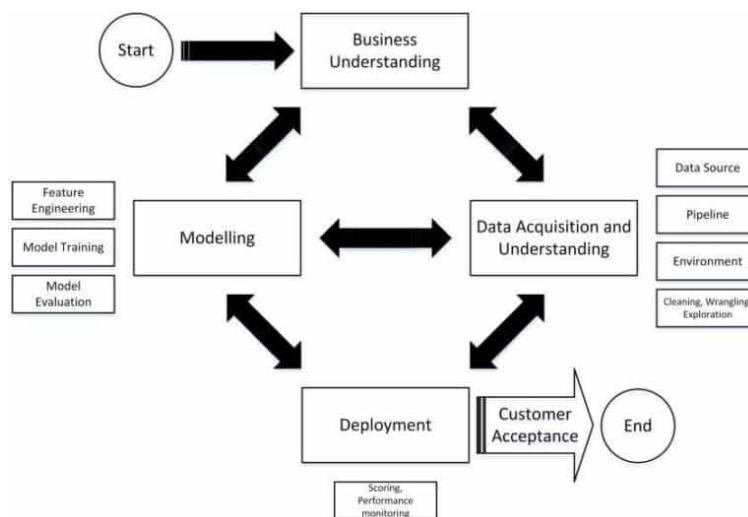 Start
Business
Understanding
Feature
Engineering
Model Training
Model
Evaluation
Modelling
Data Acquisition and
Understanding
Data Source
Pipeline
Environment
Cleaning, Wrangling,
Exploration
Deployment
Customer
Acceptance
End
Scoring,
Performance
monitoring